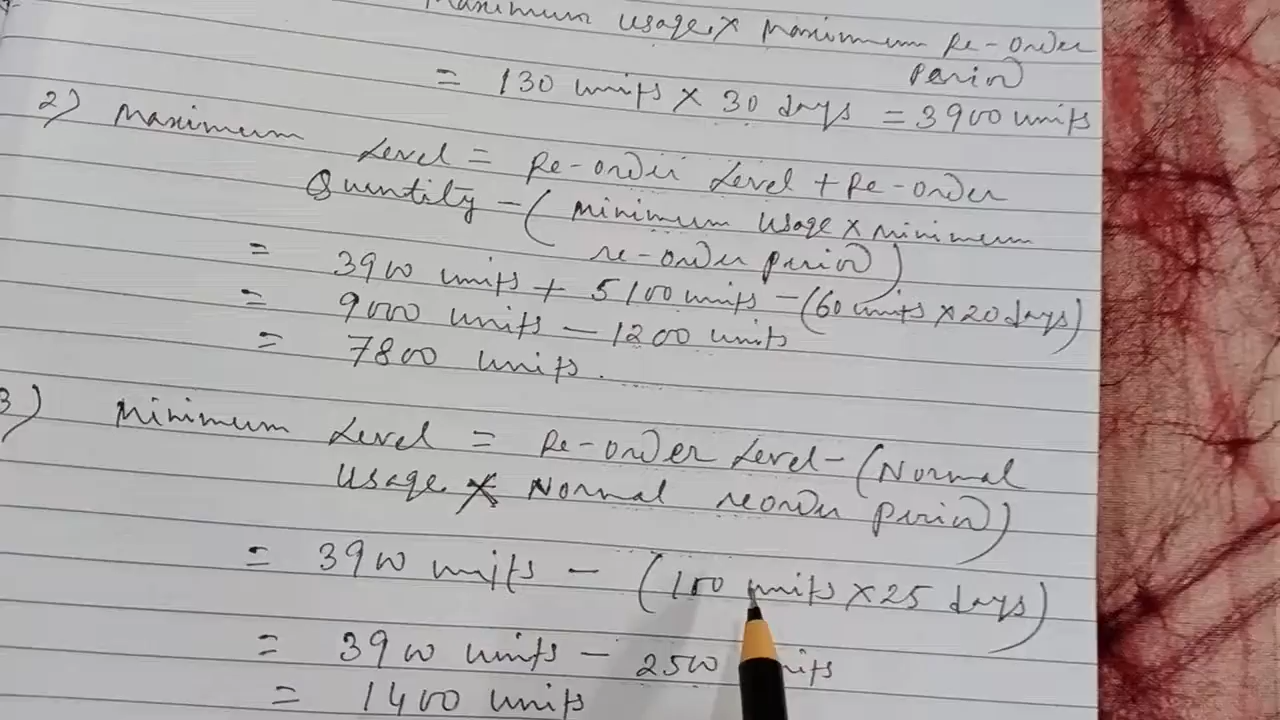 Maximum usage x Maximum Re-order
period
= 130 units x 30 days = 3900 units
2) Maximum
Level = Re-order Level + Re-order
Quantity - ( Minimum usage x minimum
re-order period )
= 3900 units + 5100 units - (60 units x 20 days)
= 9000 units - 1200 units
= 7800 units.
3) Minimum Level = Re-order Level - (Normal
usage x Normal reorder period)
= 3900 units - (100 units x 25 days)
= 3900 units - 2500 units
= 1400 units